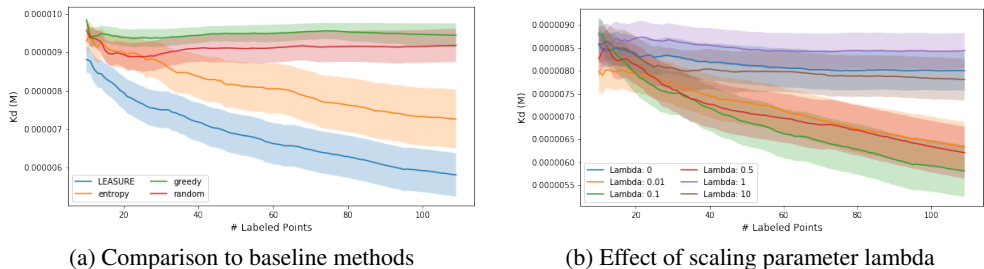 0.000010
0.000009
0.000008
0.000007
0.000006
Kd (M)
20 40 60 80 100
# Labeled Points
LEASURE
entropy
greedy
random
(a) Comparison to baseline methods
0.0000090
0.0000085
0.0000080
0.0000075
0.0000070
0.0000065
0.0000060
0.0000055
Kd (M)
20 40 60 80 100
# Labeled Points
Lambda: 0
Lambda: 0.01
Lambda: 0.1
Lambda: 0.5
Lambda: 1
Lambda: 10
(b) Effect of scaling parameter lambda